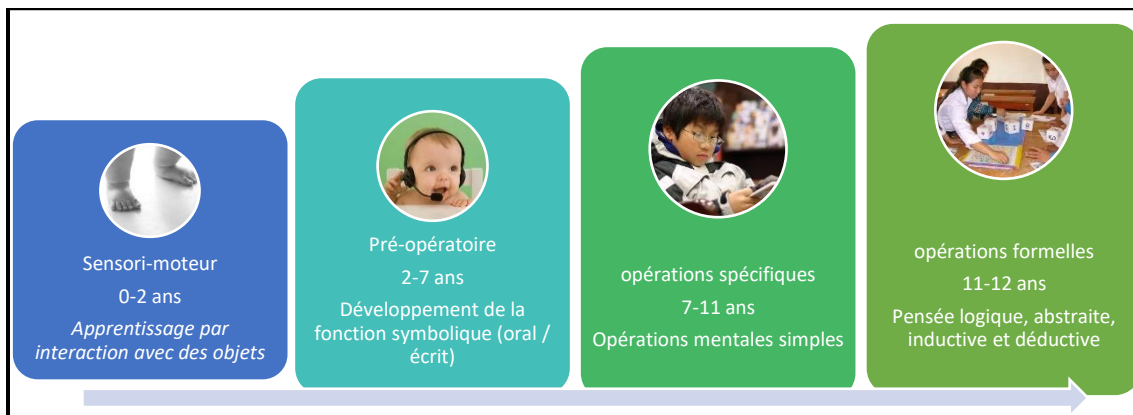 Sensori-moteur
0-2 ans
Apprentissage par
interaction avec des objets
Pré-opératoire
2-7 ans
Développement de la
fonction symbolique (oral /
écrit)
opérations spécifiques
7-11 ans
Opérations mentales simples
opérations formelles
11-12 ans
Pensée logique, abstraite,
inductive et déductive